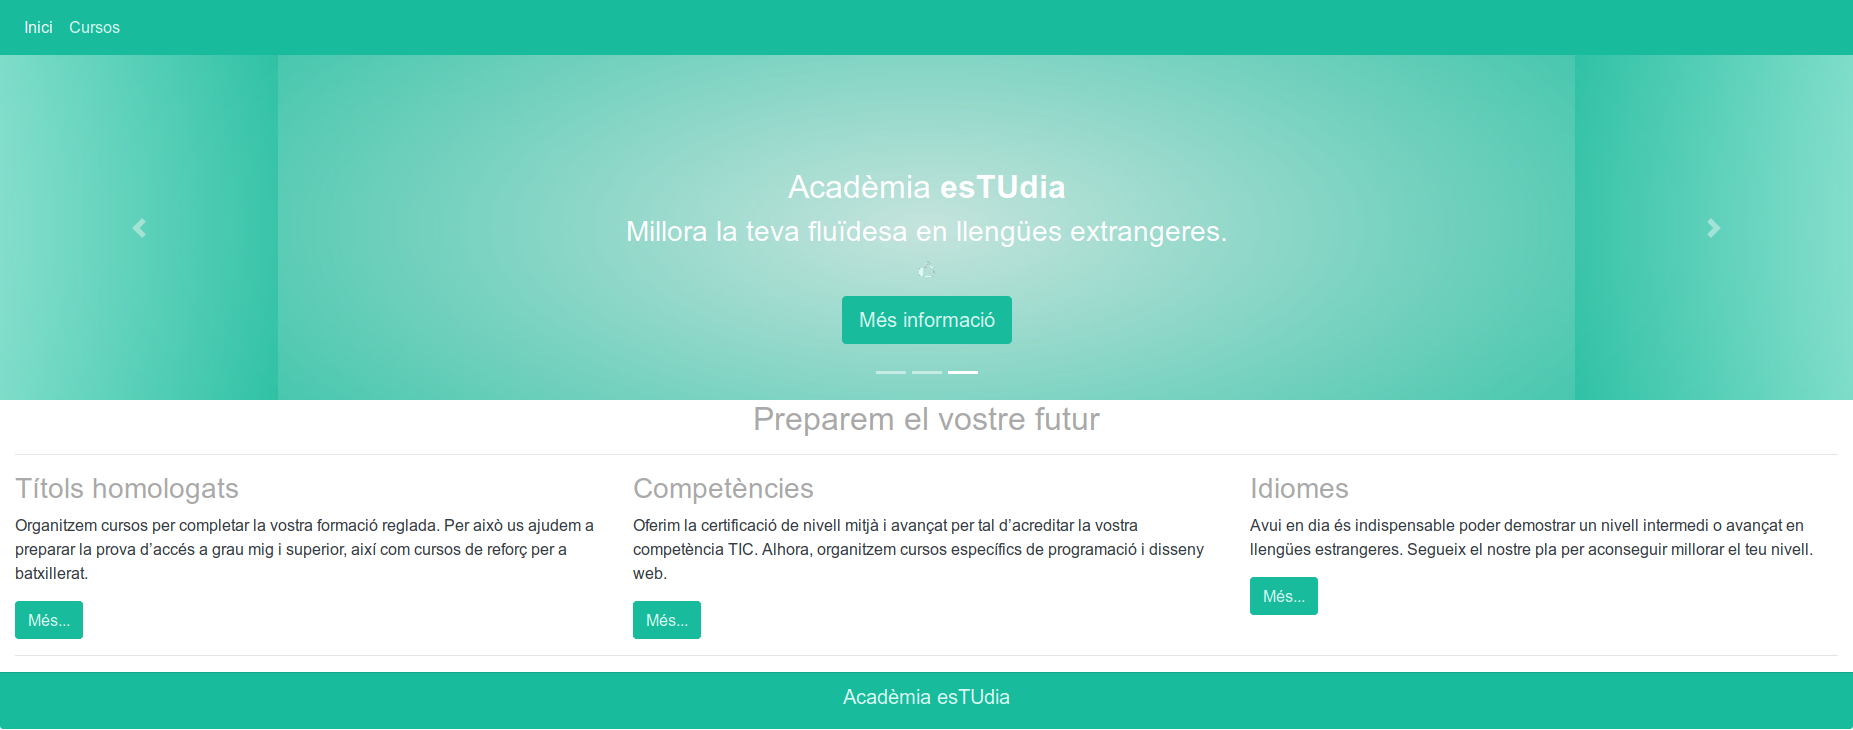 Inici Cursos
Acadèmia esTUdia
Millora la teva fluïdesa en llengües extrangeres.
Més informació
Preparem el vostre futur
Títols homologats
Organitzem cursos per completar la vostra formació reglada. Per això us ajudem a
preparar la prova d’accés a grau mig i superior, així com cursos de reforç per a
batxillerat.
Més...
Competències
Oferim la certificació de nivell mitjà i avançat per tal d’acreditar la vostra
competència TIC. Alhora, organitzem cursos específics de programació i disseny
web.
Més...
Idiomes
Avui en dia és indispensable poder demostrar un nivell intermedi o avançat en
llengües estrangeres. Segueix el nostre pla per aconseguir millorar el teu nivell.
Més...
Acadèmia esTUdia